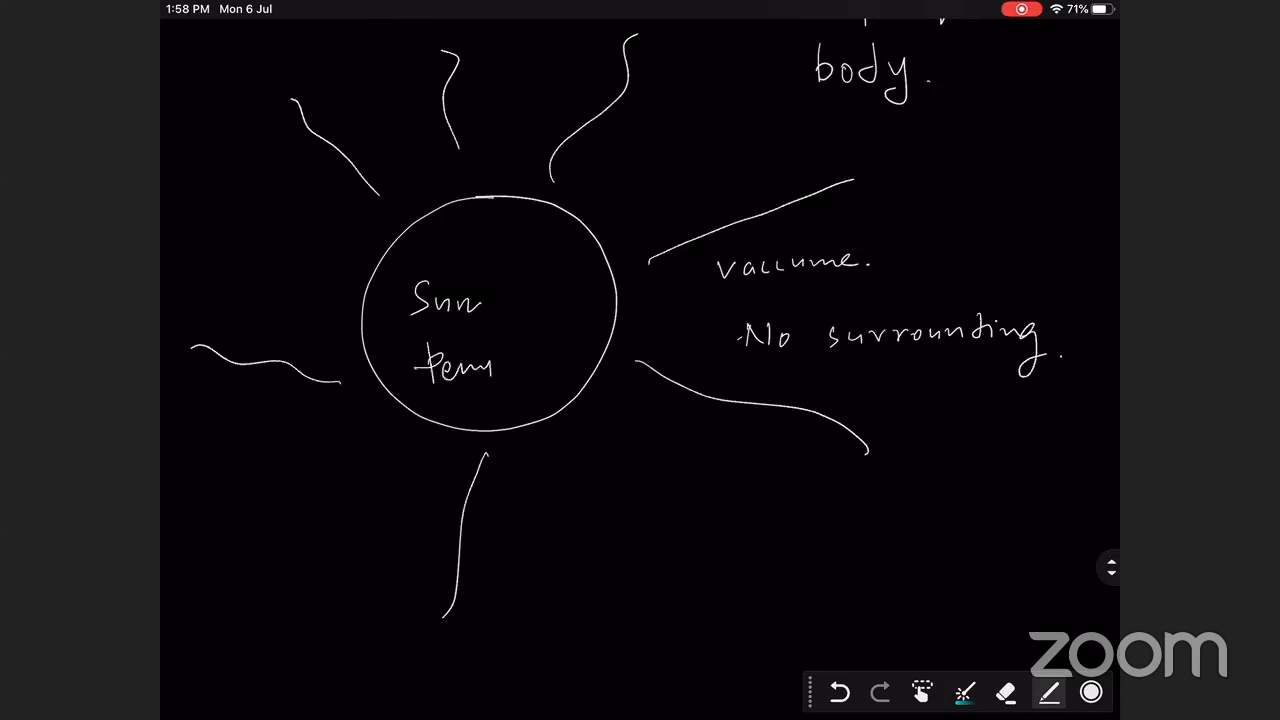 1:58 PM Mon 6 Jul
71%
body.
vaccume.
No surrounding.
Sun
tem
zoom